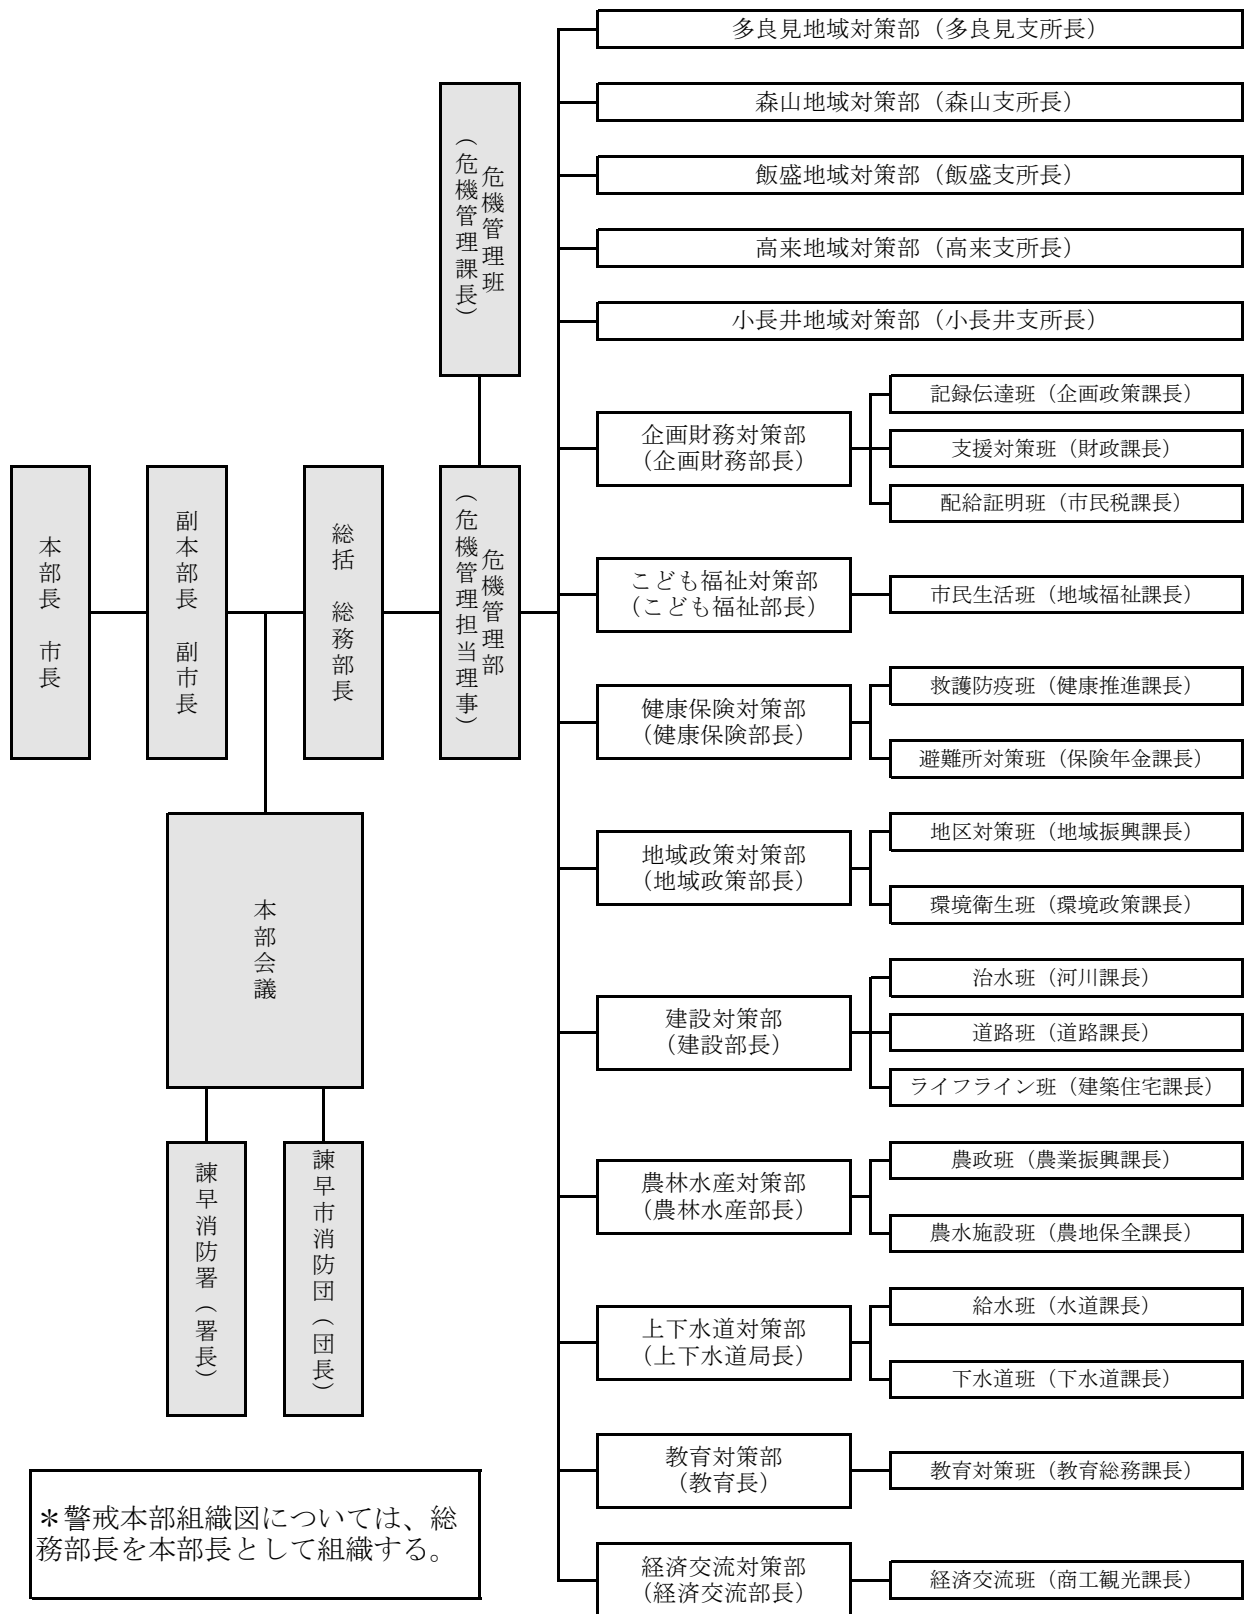 本部長　市長
副本部長　副市長
総括　総務部長
危機管理部
（危機管理担当理事）
危機管理班
（危機管理課長）
本部会議
諫早消防署（署長）
諫早市消防団（団長）
多良見地域対策部（多良見支所長）
森山地域対策部（森山支所長）
飯盛地域対策部（飯盛支所長）
高来地域対策部（高来支所長）
小長井地域対策部（小長井支所長）
企画財務対策部
（企画財務部長）
記録伝達班（企画政策課長）
支援対策班（財政課長）
配給証明班（市民税課長）
こども福祉対策部
（こども福祉部長）
市民生活班（地域福祉課長）
健康保険対策部
（健康保険部長）
救護防疫班（健康推進課長）
避難所対策班（保険年金課長）
地域政策対策部
（地域政策部長）
地区対策班（地域振興課長）
環境衛生班（環境政策課長）
建設対策部
（建設部長）
治水班（河川課長）
道路班（道路課長）
ライフライン班（建築住宅課長）
農林水産対策部
（農林水産部長）
農政班（農業振興課長）
農水施設班（農地保全課長）
上下水道対策部
（上下水道局長）
給水班（水道課長）
下水道班（下水道課長）
教育対策部
（教育長）
教育対策班（教育総務課長）
経済交流対策部
（経済交流部長）
経済交流班（商工観光課長）
＊警戒本部組織図については、総
務部長を本部長として組織する。